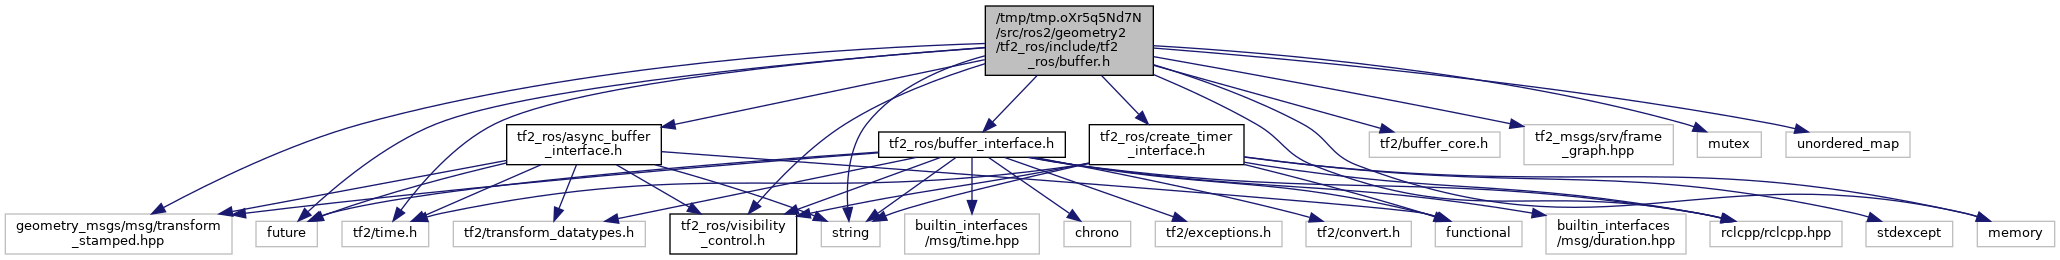 /tmp/tmp.oXr5q5Nd7N
/src/ros2/geometry2
/tf2_ros/include/tf2
_ros/buffer.h
tf2_ros/async_buffer
_interface.h
tf2_ros/buffer_interface.h
tf2_ros/create_timer
_interface.h
tf2/buffer_core.h
tf2_msgs/srv/frame
_graph.hpp
mutex
unordered_map
geometry_msgs/msg/transform
_stamped.hpp
future
tf2/time.h
tf2/transform_datatypes.h
tf2_ros/visibility
_control.h
string
builtin_interfaces
/msg/time.hpp
chrono
tf2/exceptions.h
tf2/convert.h
functional
builtin_interfaces
/msg/duration.hpp
rclcpp/rclcpp.hpp
stdexcept
memory